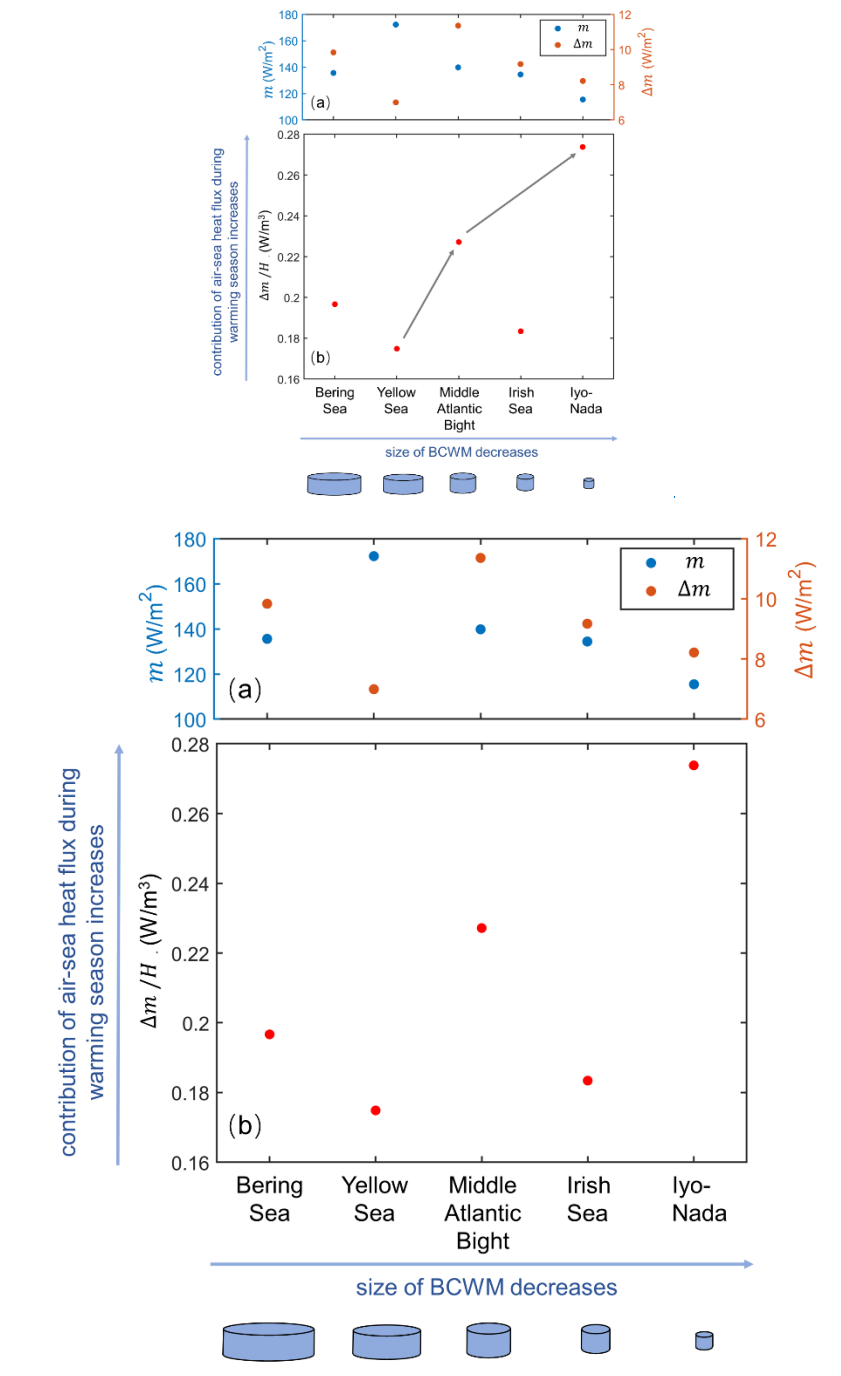 180
160
140
120
100
m (W/m²)
12
10
8
6
Δm (W/m²)
m
Δm
(a)
contribution of air-sea heat flux during
warming season increases
Δm /H . (W/m³)
0.28
0.26
0.24
0.22
0.2
0.18
0.16
(b)
Bering Yellow Middle Irish Iyo-
Sea Sea Atlantic Sea Nada
Bight
size of BCWM decreases
180
160
140
120
100
m (W/m²)
12
10
8
6
Δm (W/m²)
m
Δm
(a)
contribution of air-sea heat flux during
warming season increases
Δm /H . (W/m³)
0.28
0.26
0.24
0.22
0.2
0.18
0.16
(b)
Bering Yellow Middle Irish Iyo-
Sea Sea Atlantic Sea Nada
Bight
size of BCWM decreases